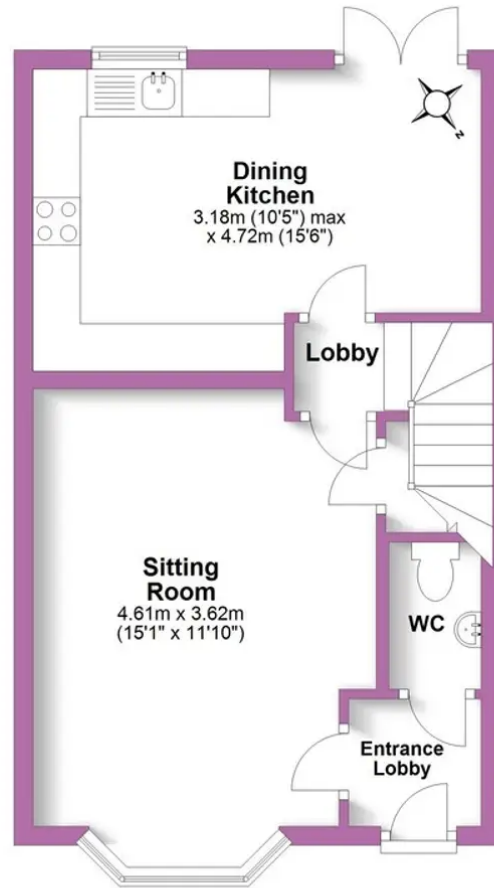 Dining
Kitchen
3.18m (10'5") max
x 4.72m (15'6")
z
Lobby
Sitting
Room
4.61m x 3.62m
(15'1" x 11'10")
WC
Entrance
Lobby